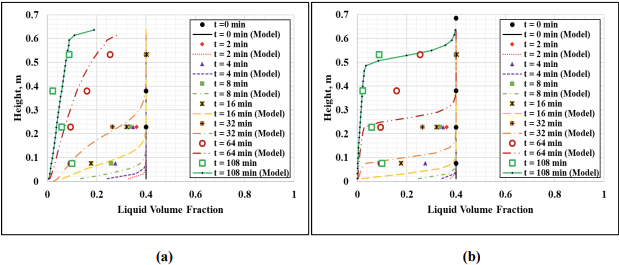 0.7
0.6
0.5
0.4
0.3
0.2
0.1
0
Height, m
0
0.2
0.4
0.6
0.8
1
Liquid Volume Fraction
t =0 min
t = 0 min (Model)
t = 2 min
t = 2 min (Model)
t = 4 min
t = 4 min (Model)
t = 8 min
t = 8 min (Model)
t = 16 min
t = 16 min (Model)
t = 32 min
t = 32 min (Model)
t = 64 min
t = 64 min (Model)
t = 108 min
t = 108 min (Model)
(a)
0.7
0.6
0.5
0.4
0.3
0.2
0.1
0
Height, m
0
0.2
0.4
0.6
0.8
1
Liquid Volume Fraction
t = 0 min
t = 0 min (Model)
t = 2 min
t = 2 min (Model)
t = 4 min
t = 4 min (Model)
t = 8 min
t = 8 min (Model)
t = 16 min
t = 16 min (Model)
t = 32 min
t = 32 min (Model)
t = 64 min
t = 64 min (Model)
t = 108 min
t = 108 min (Model)
(b)